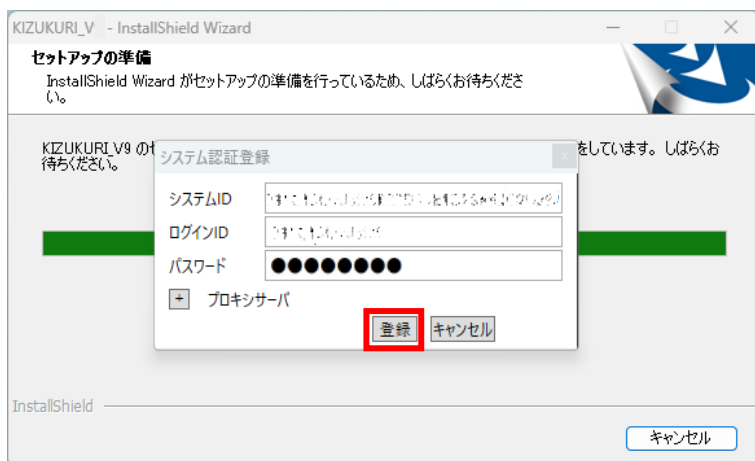 KIZUKURI_V - InstallShield Wizard
セットアップの準備
InstallShield Wizard がセットアップの準備を行っているため、しばらくお待ちくださ
い。
KIZUKURI_V9 のセ
をしています。しばらくお
待ちください。
システム認証登録
x
システムID
ログインID
パスワード
●●●●●●●●
+ プロキシサーバ
登録 キャンセル
InstallShield
キャンセル